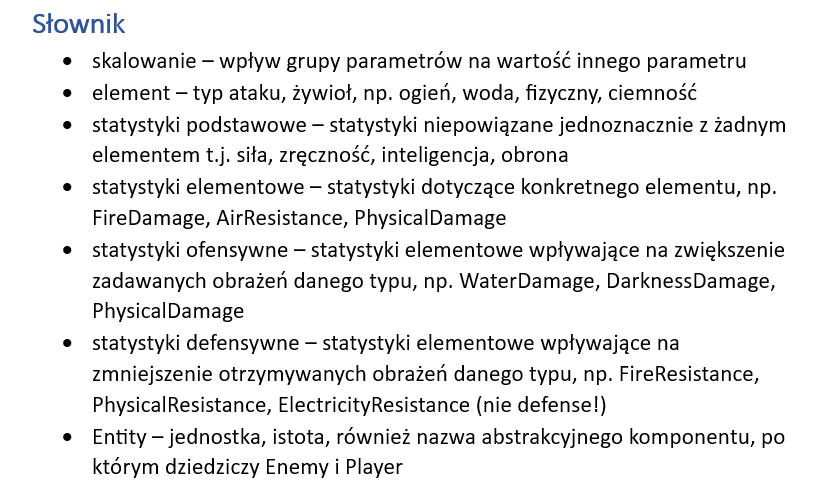 Słownik
• skalowanie – wpływ grupy parametrów na wartość innego parametru
• element – typ ataku, żywioł, np. ogień, woda, fizyczny, ciemność
• statystyki podstawowe – statystyki niepowiązane jednoznacznie z żadnym
elementem t.j. siła, zręczność, inteligencja, obrona
• statystyki elementowe – statystyki dotyczące konkretnego elementu, np.
FireDamage, AirResistance, PhysicalDamage
• statystyki ofensywne – statystyki elementowe wpływające na zwiększenie
zadawanych obrażeń danego typu, np. WaterDamage, DarknessDamage,
PhysicalDamage
• statystyki defensywne – statystyki elementowe wpływające na
zmniejszenie otrzymywanych obrażeń danego typu, np. FireResistance,
PhysicalResistance, ElectricityResistance (nie defense!)
• Entity – jednostka, istota, również nazwa abstrakcyjnego komponentu, po
którym dziedziczy Enemy i Player